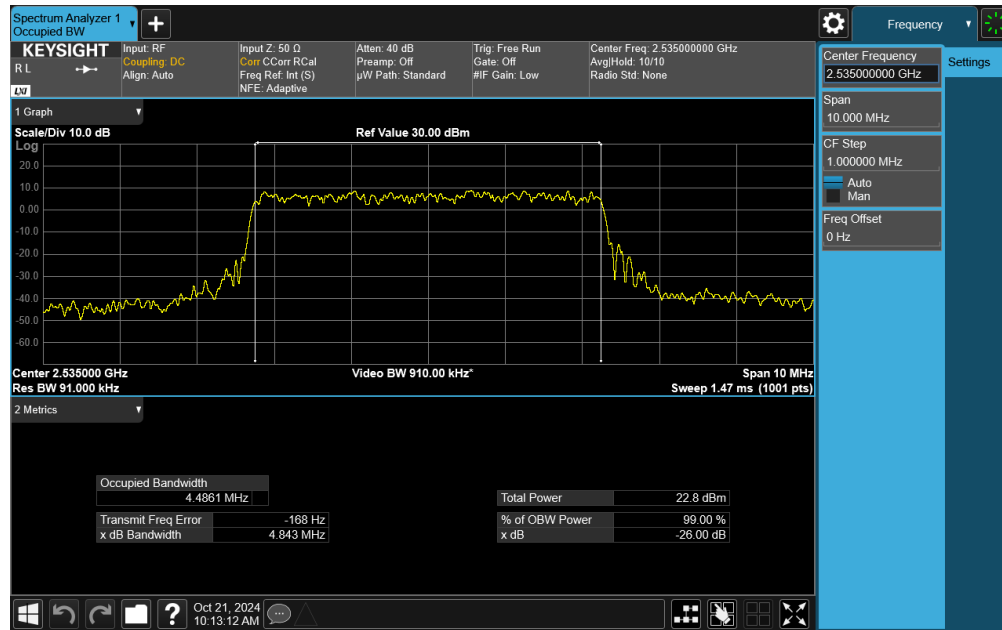 Spectrum Analyzer 1
Occupied BW
Frequency
KEYSIGHT
R L
LXI
Input: RF
Coupling: DC
Align: Auto
Input Z: 50 Ω
Corr CCorr RCal
Freq Ref: Int (S)
NFE: Adaptive
Atten: 40 dB
Preamp: Off
µW Path: Standard
Trig: Free Run
Gate: Off
#IF Gain: Low
Center Freq: 2.535000000 GHz
Avg|Hold: 10/10
Radio Std: None
Center Frequency
2.535000000 GHz
Settings
Span
10.000 MHz
CF Step
1.000000 MHz
Auto
Man
Freq Offset
0 Hz
1 Graph
Scale/Div 10.0 dB
Ref Value 30.00 dBm
Log
20.0
10.0
0.00
-10.0
-20.0
-30.0
-40.0
-50.0
-60.0
Center 2.535000 GHz
Video BW 910.00 kHz*
Span 10 MHz
Res BW 91.000 kHz
Sweep 1.47 ms (1001 pts)
2 Metrics
Occupied Bandwidth
4.4861 MHz
Total Power 22.8 dBm
Transmit Freq Error -168 Hz
% of OBW Power 99.00 %
x dB Bandwidth 4.843 MHz
x dB -26.00 dB
?
Oct 21, 2024
10:13:12 AM